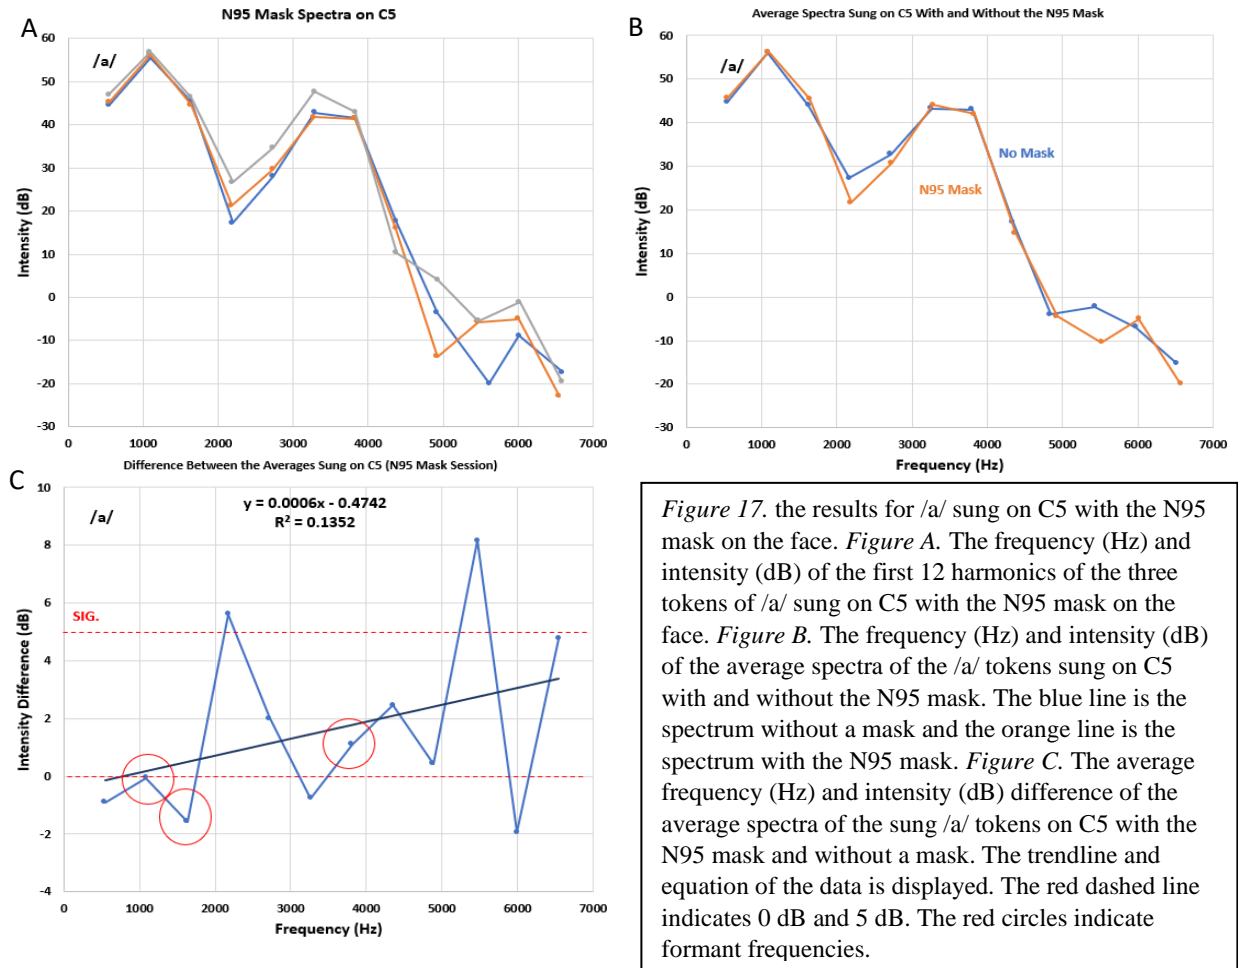 N95 Mask Spectra on C5
A
/a/
Intensity (dB)
60
50
40
30
20
10
0
-10
-20
-30
0 1000 2000 3000 4000 5000 6000 7000
Average Spectra Sung on C5 With and Without the N95 Mask
B
/a/
No Mask
N95 Mask
Intensity (dB)
60
50
40
30
20
10
0
-10
-20
-30
0 1000 2000 3000 4000 5000 6000 7000
Frequency (Hz)
Difference Between the Averages Sung on C5 (N95 Mask Session)
C
/a/
y = 0.0006x - 0.4742
R² = 0.1352
SIG.
Intensity Difference (dB)
10
8
6
4
2
0
-2
-4
0 1000 2000 3000 4000 5000 6000 7000
Frequency (Hz)
Figure 17. the results for /a/ sung on C5 with the N95
mask on the face. Figure A. The frequency (Hz) and
intensity (dB) of the first 12 harmonics of the three
tokens of /a/ sung on C5 with the N95 mask on the
face. Figure B. The frequency (Hz) and intensity (dB)
of the average spectra of the /a/ tokens sung on C5
with and without the N95 mask. The blue line is the
spectrum without a mask and the orange line is the
spectrum with the N95 mask. Figure C. The average
frequency (Hz) and intensity (dB) difference of the
average spectra of the sung /a/ tokens on C5 with the
N95 mask and without a mask. The trendline and
equation of the data is displayed. The red dashed line
indicates 0 dB and 5 dB. The red circles indicate
formant frequencies.